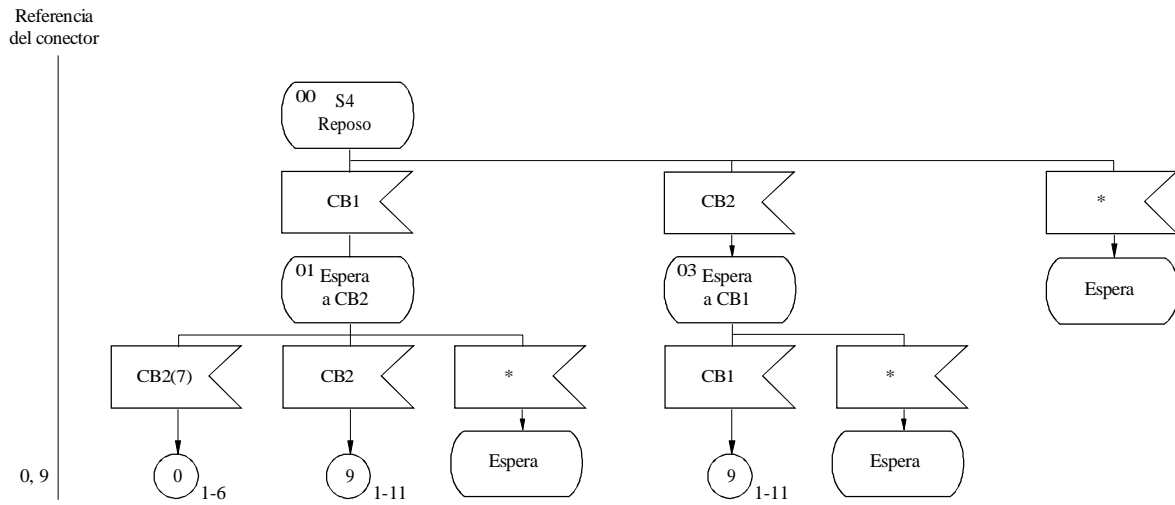 Referencia
del conector
00 S4
Reposo
CB1
CB2
*
01 Espera
a CB2
03 Espera
a CB1
Espera
CB2(7)
CB2
*
CB1
*
Espera
Espera
0, 9
0
1-6
9
1-11
9
1-11